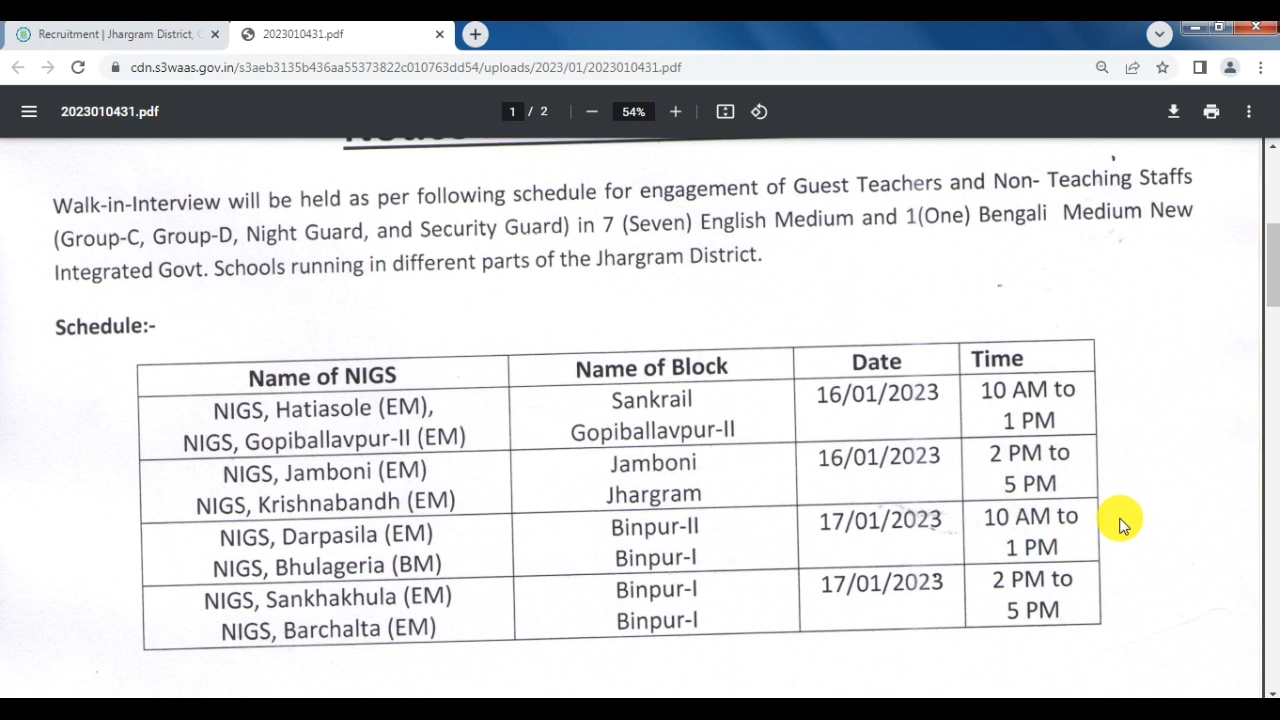 Recruitment | Jhargram District,
2023010431.pdf
cdn.s3waas.gov.in/s3aeb3135b436aa55373822c010763dd54/uploads/2023/01/2023010431.pdf
2023010431.pdf
1 / 2
54%
Walk-in-Interview will be held as per following schedule for engagement of Guest Teachers and Non- Teaching Staffs
(Group-C, Group-D, Night Guard, and Security Guard) in 7 (Seven) English Medium and 1(One) Bengali Medium New
Integrated Govt. Schools running in different parts of the Jhargram District.
Schedule:-
Name of NIGS Name of Block Date Time
NIGS, Hatiasole (EM), Sankrail 16/01/2023 10 AM to
NIGS, Gopiballavpur-II (EM) Gopiballavpur-II 1 PM
NIGS, Jamboni (EM) Jamboni 16/01/2023 2 PM to
NIGS, Krishnabandh (EM) Jhargram 5 PM
NIGS, Darpasila (EM) Binpur-II 17/01/2023 10 AM to
NIGS, Bhulageria (BM) Binpur-I 1 PM
NIGS, Sankhakhula (EM) Binpur-I 17/01/2023 2 PM to
NIGS, Barchalta (EM) Binpur-I 5 PM